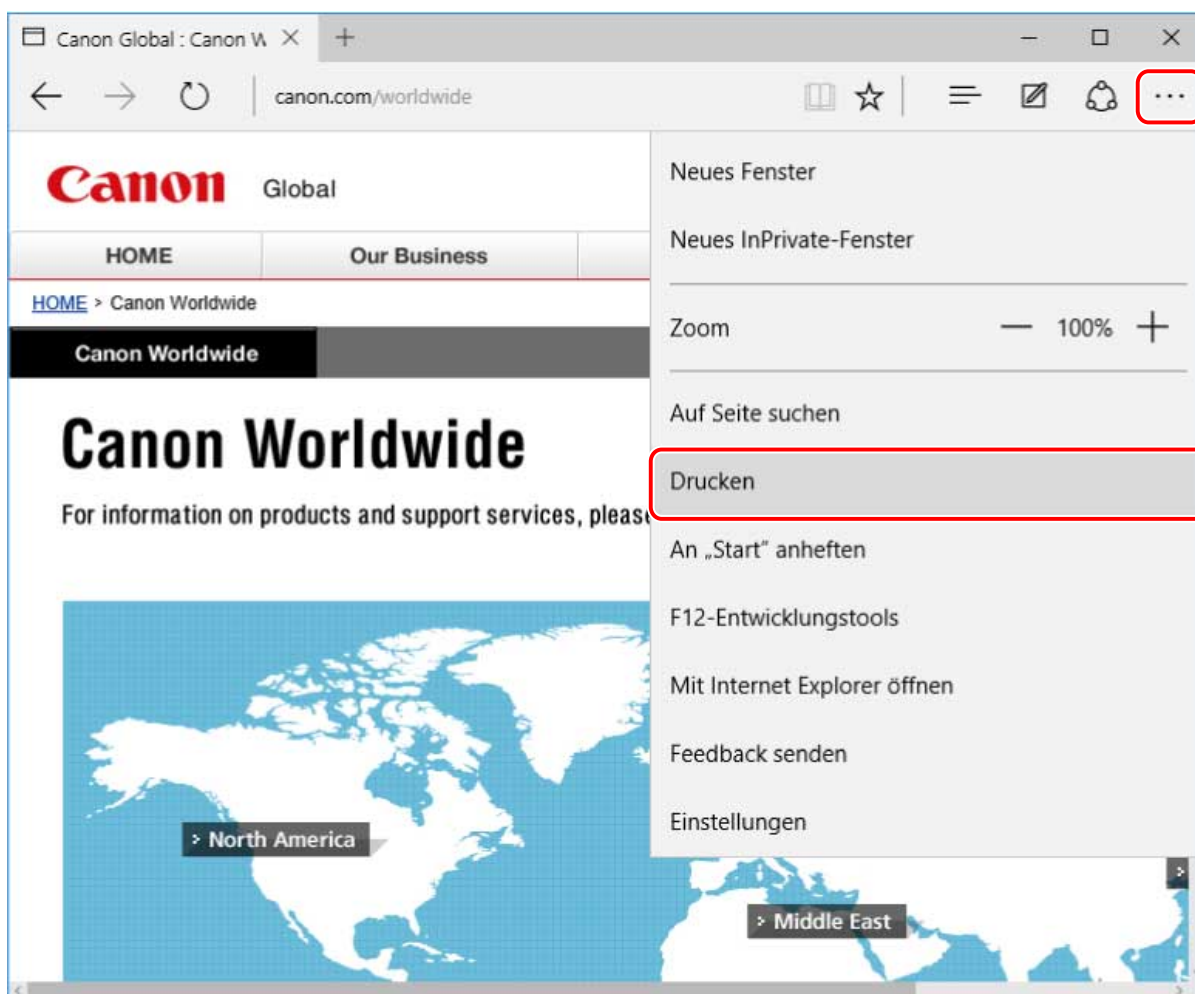 Canon Global : Canon W
canon.com/worldwide
Canon Global
HOME Our Business
HOME > Canon Worldwide
Canon Worldwide
Canon Worldwide
For information on products and support services, please
> North America
> Middle East
Neues Fenster
Neues InPrivate-Fenster
Zoom 100%
Auf Seite suchen
Drucken
An „Start“ anheften
F12-Entwicklungstools
Mit Internet Explorer öffnen
Feedback senden
Einstellungen